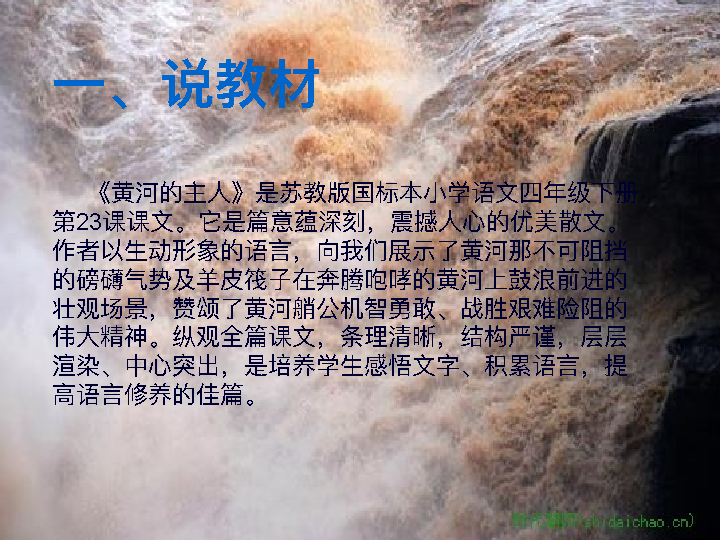 一、说教材
《黄河的主人》是苏教版国标本小学语文四年级下册
第23课课文。它是篇意蕴深刻，震撼人心的优美散文。
作者以生动形象的语言，向我们展示了黄河那不可阻挡
的磅礴气势及羊皮筏子在奔腾咆哮的黄河上鼓浪前进的
壮观场景，赞颂了黄河艄公机智勇敢、战胜艰难险阻的
伟大精神。纵观全篇课文，条理清晰，结构严谨，层层
渲染、中心突出，是培养学生感悟文字、积累语言，提
高语言修养的佳篇。
shidaichao.cn)